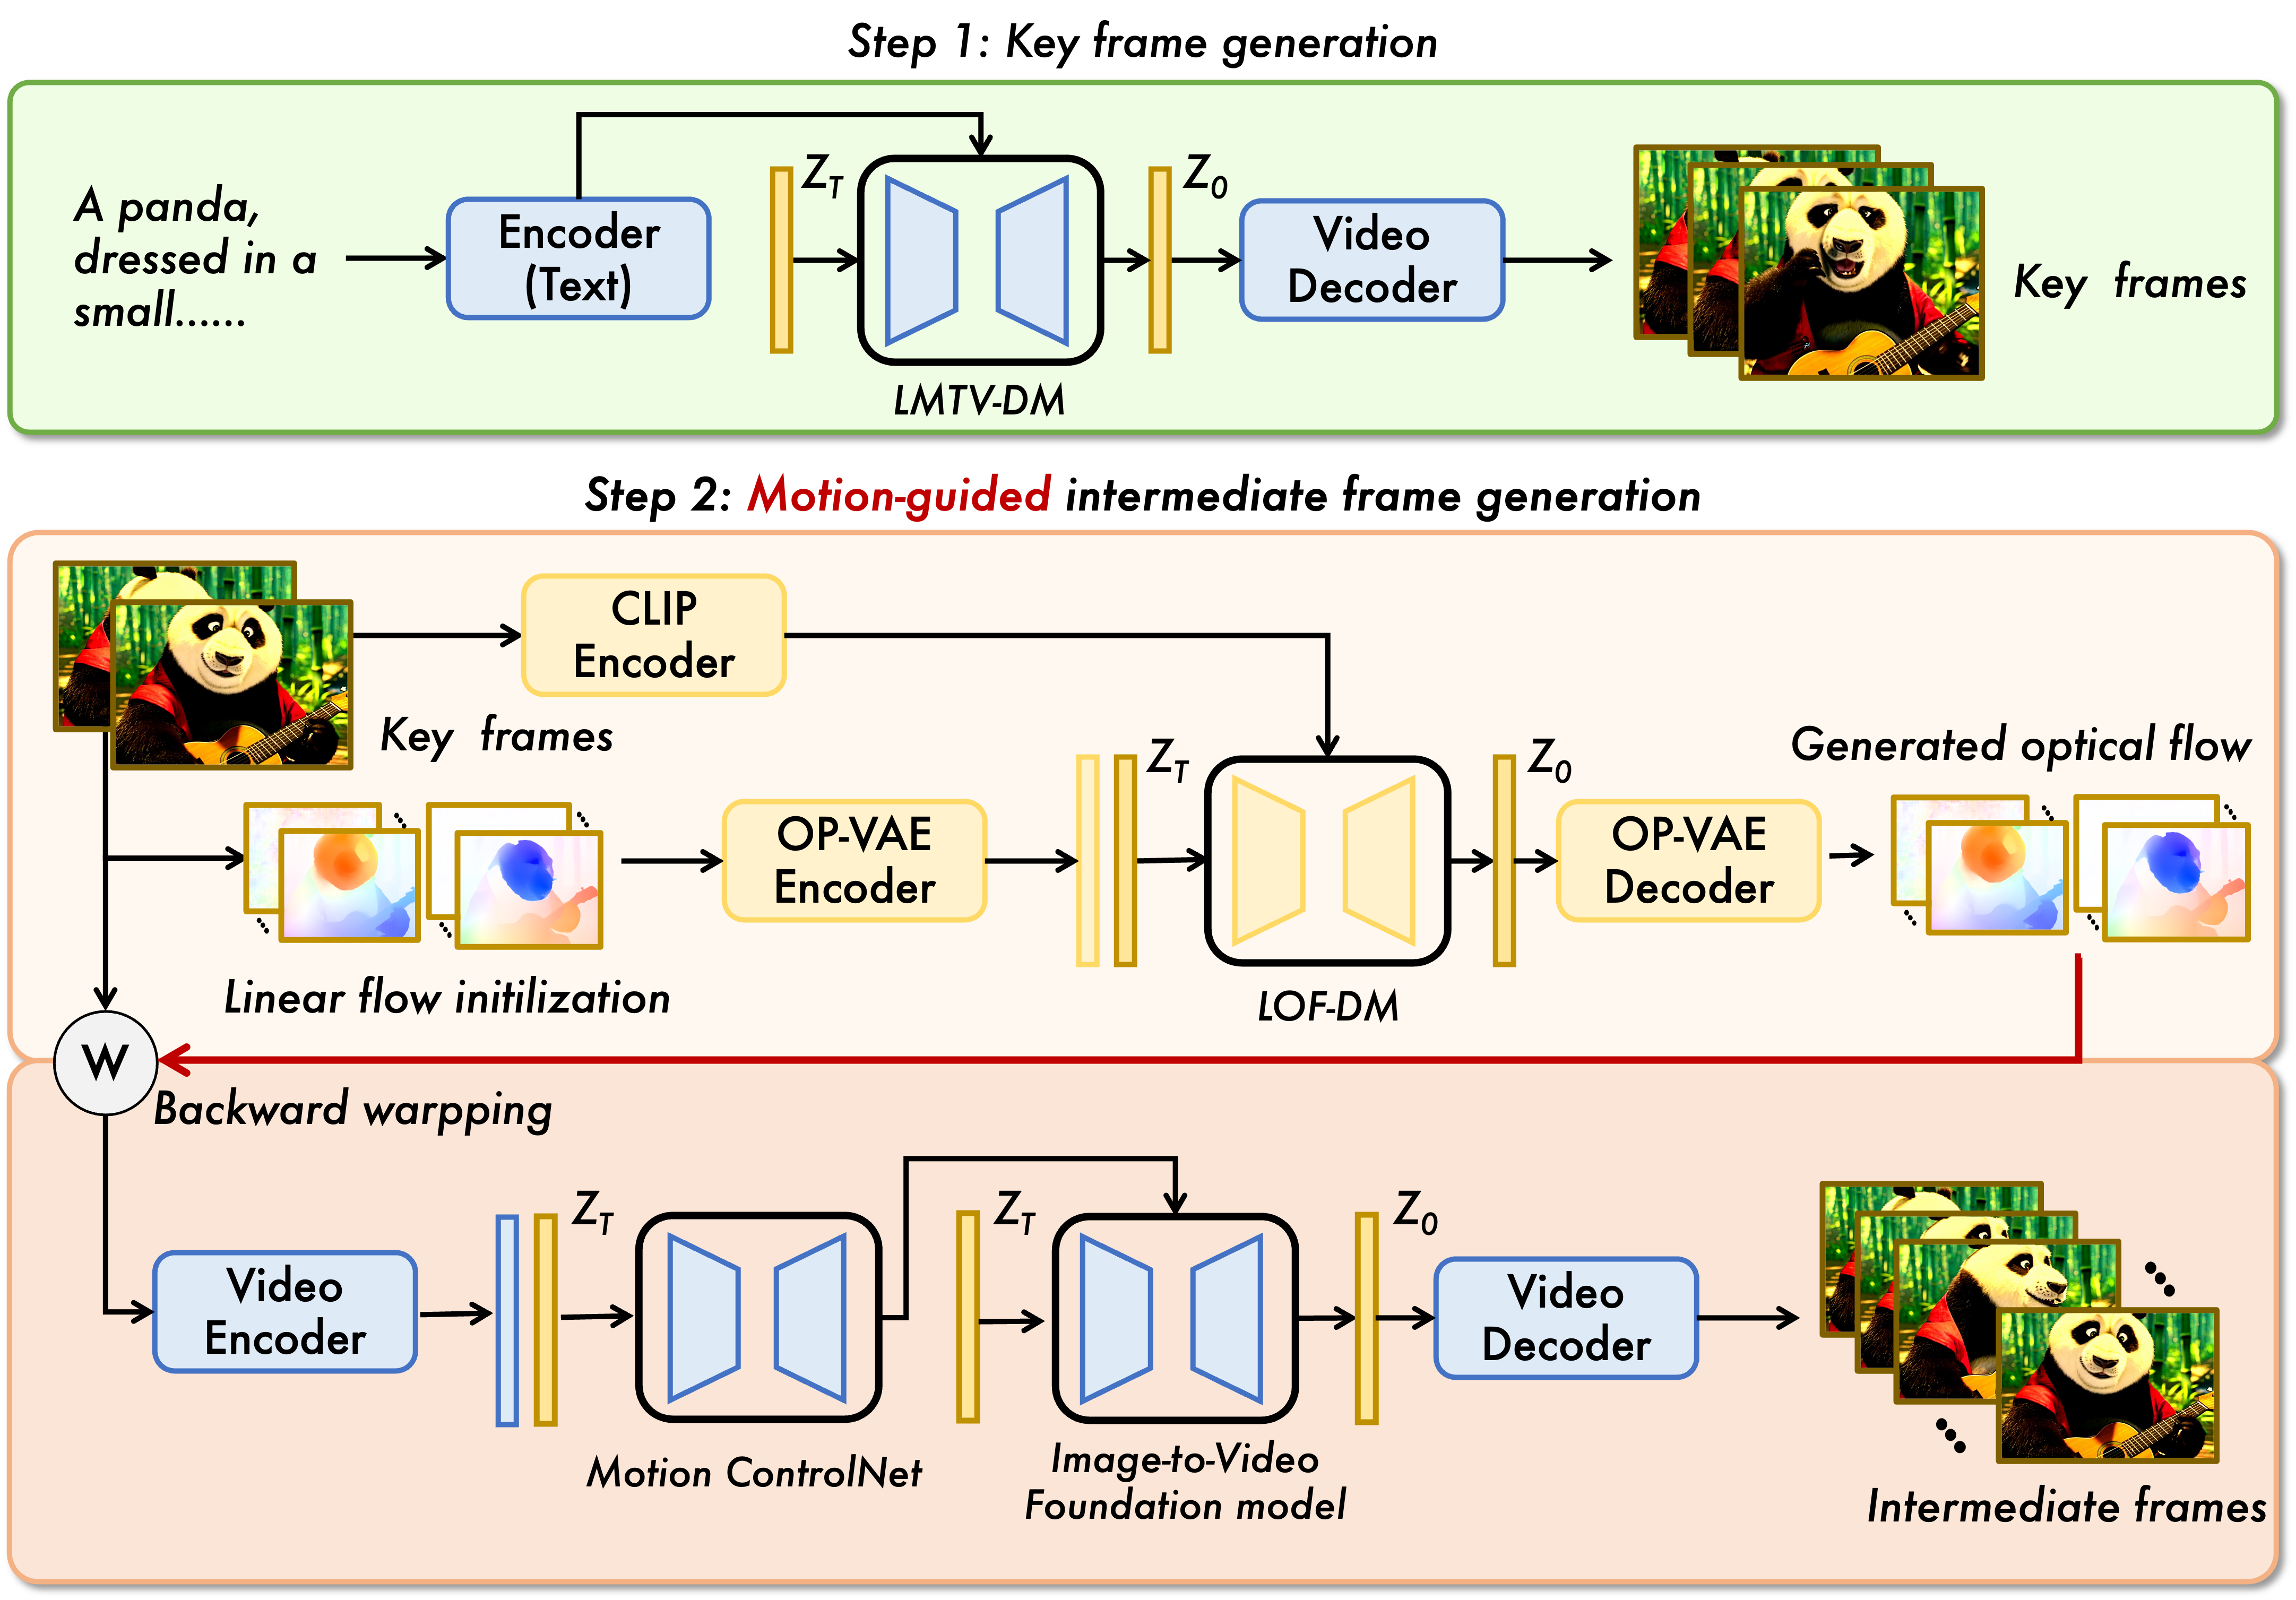 Step 1: Key frame generation
A panda,
dressed in a
small......
Encoder
(Text)
Z_T
LMTV-DM
Z_0
Video
Decoder
Key frames
Step 2: Motion-guided intermediate frame generation
CLIP
Encoder
Key frames
Linear flow initilization
OP-VAE
Encoder
Z_T
LOF-DM
Z_0
OP-VAE
Decoder
Generated optical flow
W
Backward warpping
Video
Encoder
Z_T
Motion ControlNet
Z_T
Image-to-Video
Foundation model
Z_0
Video
Decoder
Intermediate frames